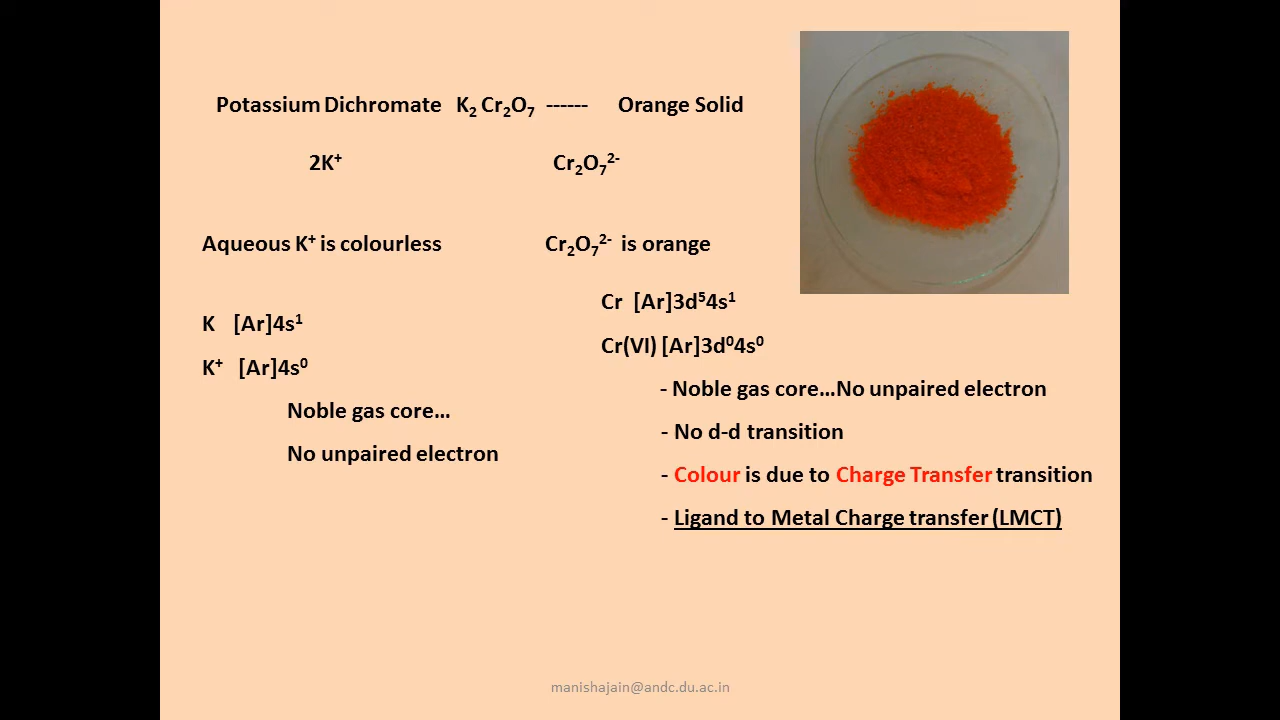 Potassium Dichromate K₂ Cr₂O₇ ------ Orange Solid
2K⁺ Cr₂O₇²⁻
Aqueous K⁺ is colourless Cr₂O₇²⁻ is orange
K [Ar]4s¹
K⁺ [Ar]4s⁰
Noble gas core…
No unpaired electron
Cr [Ar]3d⁵4s¹
Cr(VI) [Ar]3d⁰4s⁰
- Noble gas core…No unpaired electron
- No d-d transition
- Colour is due to Charge Transfer transition
- Ligand to Metal Charge transfer (LMCT)
manishajain@andc.du.ac.in